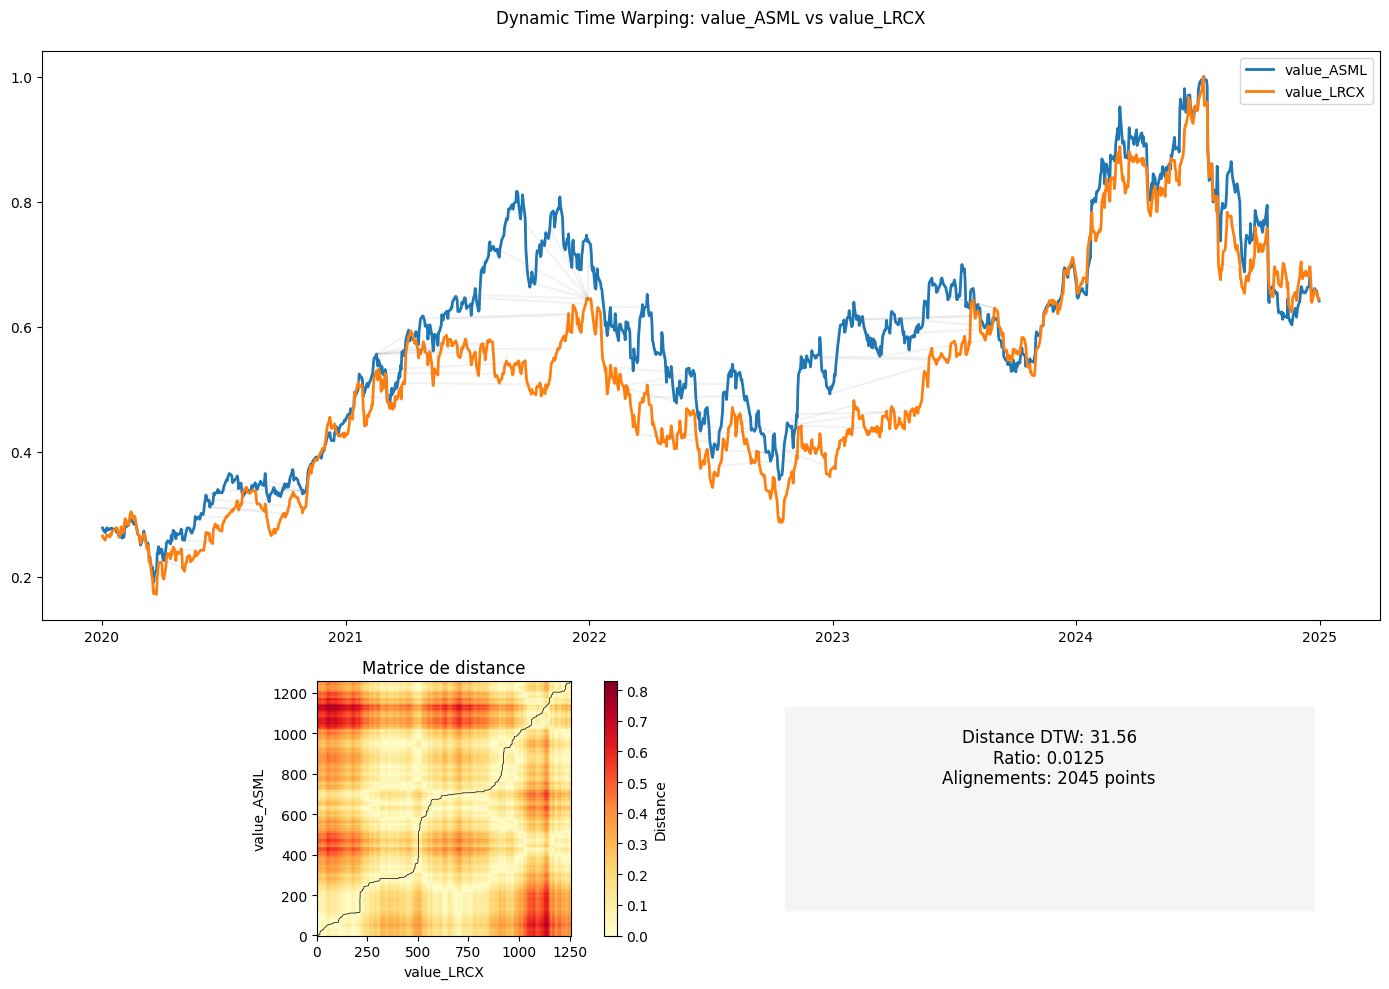 Dynamic Time Warping: value_ASML vs value_LRCX
value_ASML
value_LRCX
1.0
0.8
0.6
0.4
0.2
2020 2021 2022 2023 2024 2025
Matrice de distance
value_ASML
1200
1000
800
600
400
200
0
0 250 500 750 1000 1250
value_LRCX
0.8
0.7
0.6
0.5
0.4
0.3
0.2
0.1
0.0
Distance
Distance DTW: 31.56
Ratio: 0.0125
Alignements: 2045 points